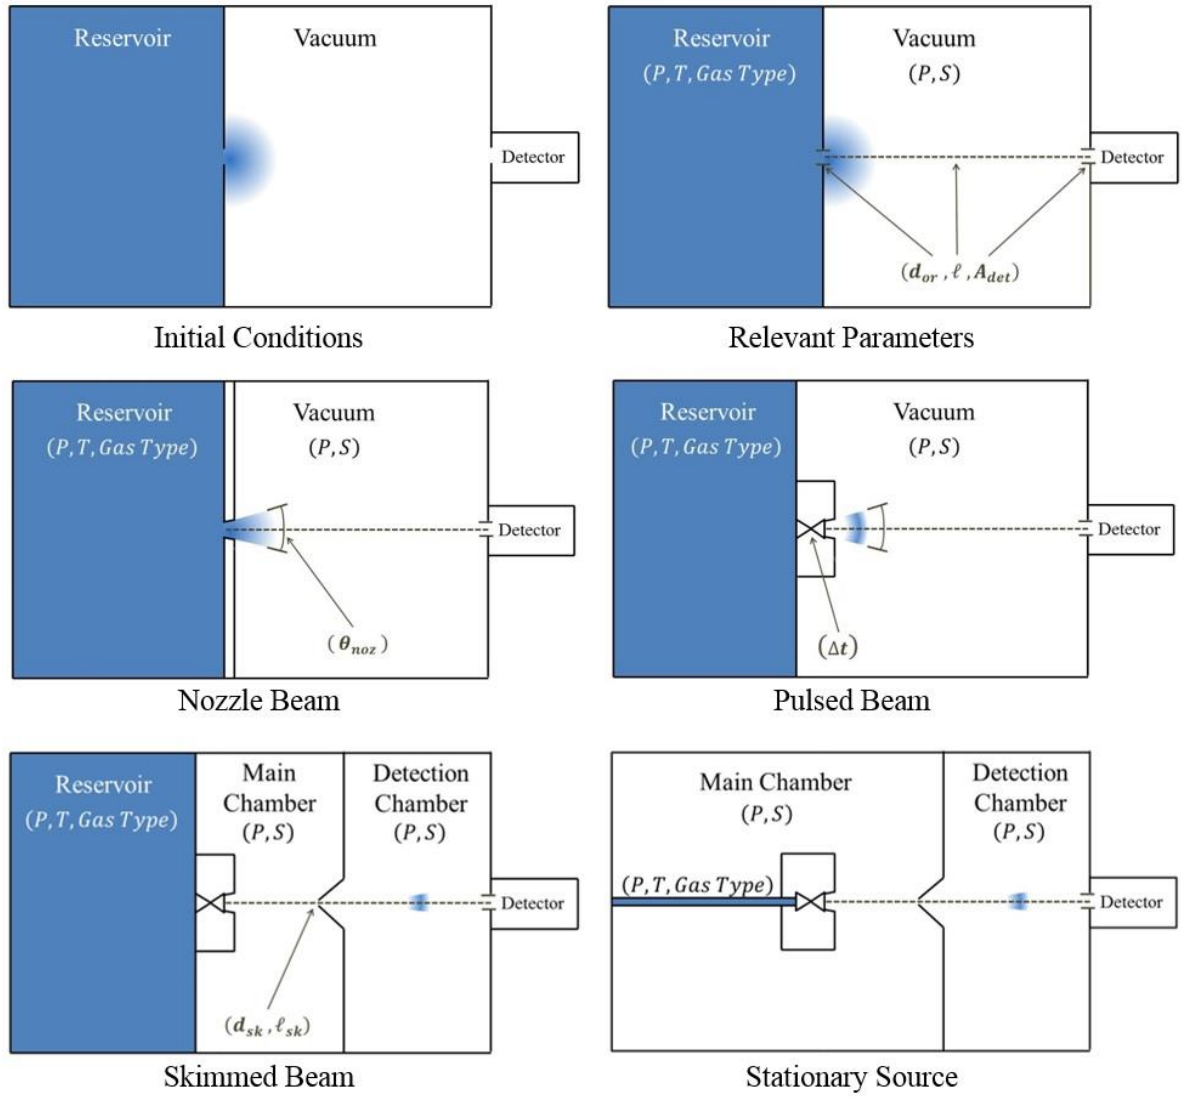 Reservoir
Vacuum
Detector
Initial Conditions
Reservoir
(P, T, Gas Type)
Vacuum
(P, S)
Detector
(d_or , ℓ , A_det)
Relevant Parameters
Reservoir
(P, T, Gas Type)
Vacuum
(P, S)
Detector
(θ_noz)
Nozzle Beam
Reservoir
(P, T, Gas Type)
Vacuum
(P, S)
Detector
(Δt)
Pulsed Beam
Reservoir
(P, T, Gas Type)
Main
Chamber
(P, S)
Detection
Chamber
(P, S)
Detector
(d_sk , ℓ_sk)
Skimmed Beam
Main Chamber
(P, S)
Detection
Chamber
(P, S)
(P, T, Gas Type)
Detector
Stationary Source